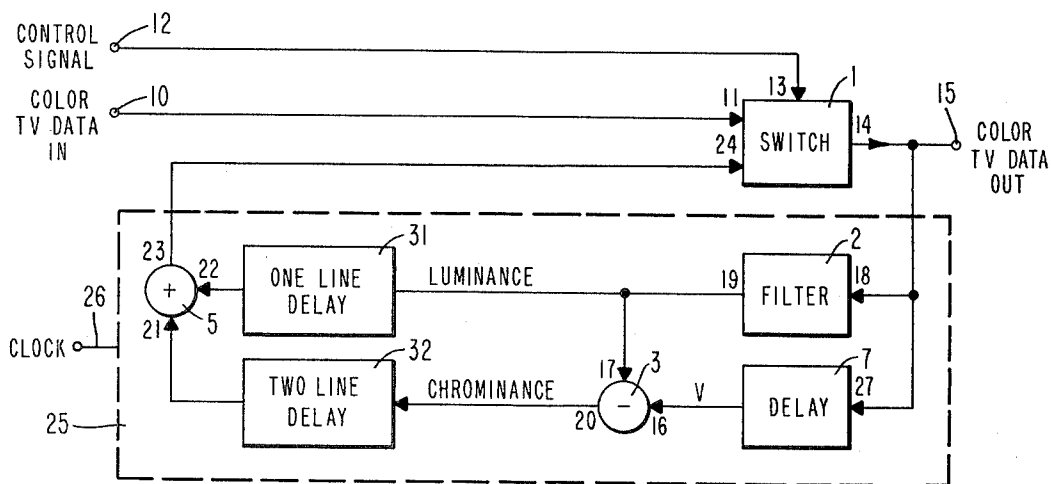 CONTROL
SIGNAL
12
COLOR
TV DATA
IN
10
13
1
11
24
SWITCH
14
15
COLOR
TV DATA
OUT
23
22
+
5
21
31
ONE LINE
DELAY
LUMINANCE
19
2
FILTER
18
CLOCK
26
25
32
TWO LINE
DELAY
CHROMINANCE
17
3
-
20
16
V
7
DELAY
27